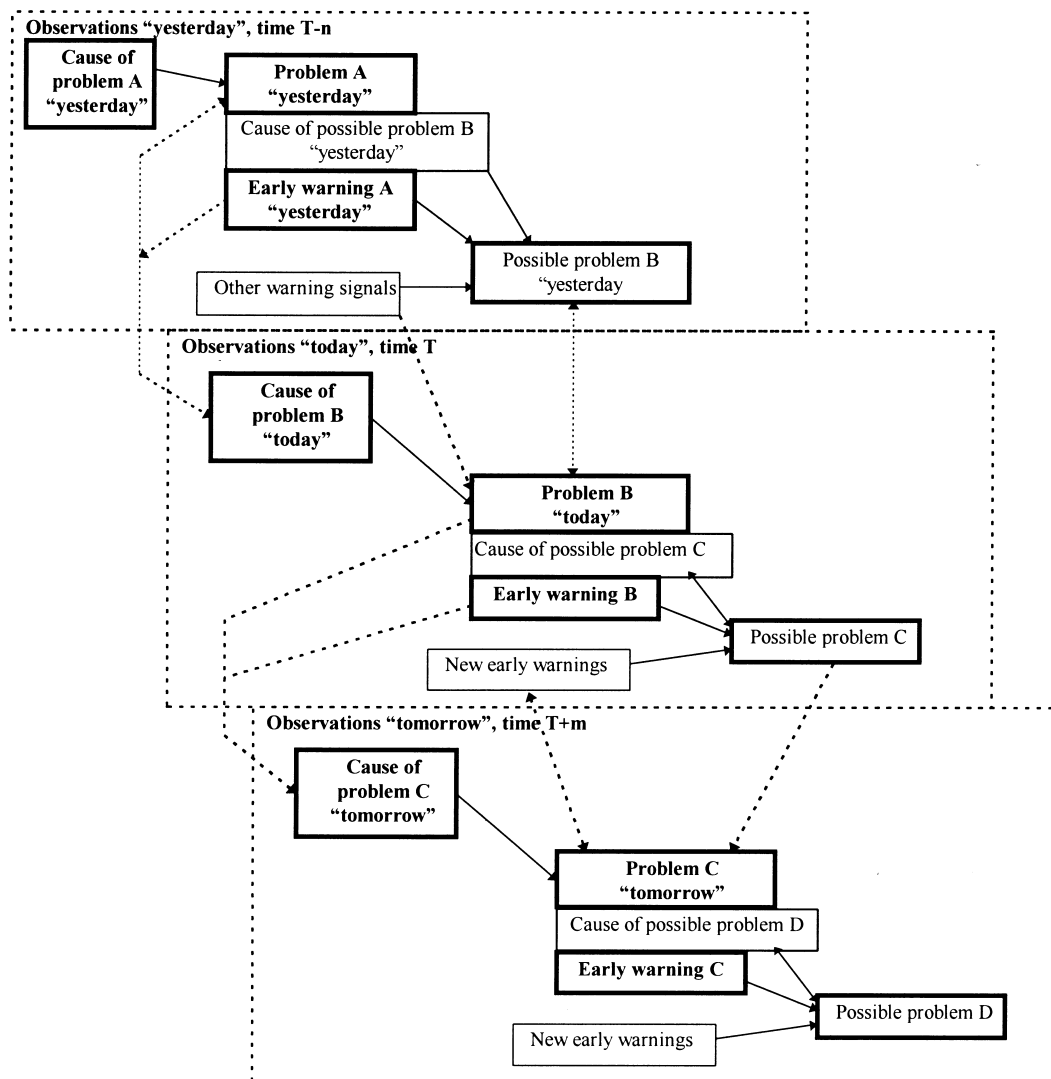 Observations “yesterday”, time T-n
Cause of
problem A
“yesterday”
Problem A
“yesterday”
Cause of possible problem B
“yesterday”
Early warning A
“yesterday”
Possible problem B
“yesterday
Other warning signals
Observations “today”, time T
Cause of
problem B
“today”
Problem B
“today”
Cause of possible problem C
Early warning B
Possible problem C
New early warnings
Observations “tomorrow”, time T+m
Cause of
problem C
“tomorrow”
Problem C
“tomorrow”
Cause of possible problem D
Early warning C
Possible problem D
New early warnings